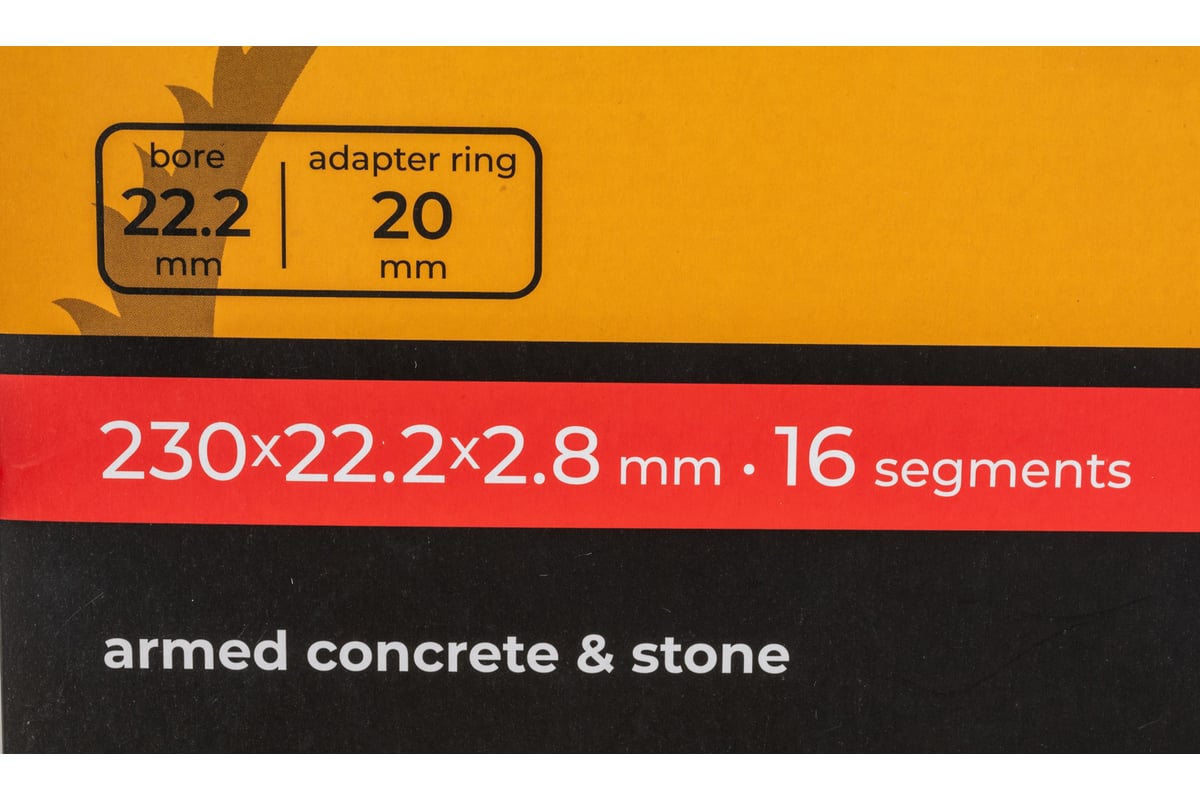 bore
22.2
mm
adapter ring
20
mm
230x22.2x2.8 mm · 16 segments
armed concrete & stone